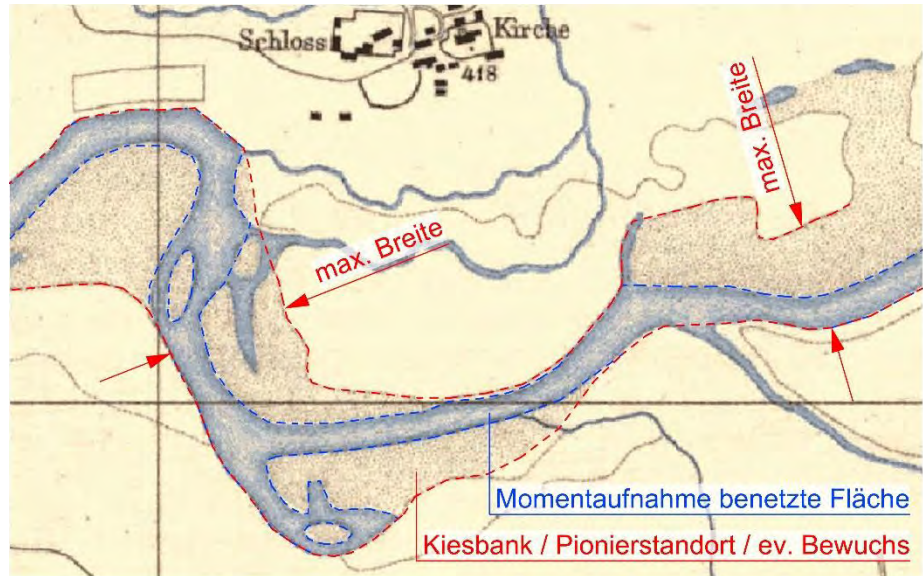 Schloss
Kirche
418
max. Breite
max. Breite
Momentaufnahme benetzte Fläche
Kiesbank / Pionierstandort / ev. Bewuchs